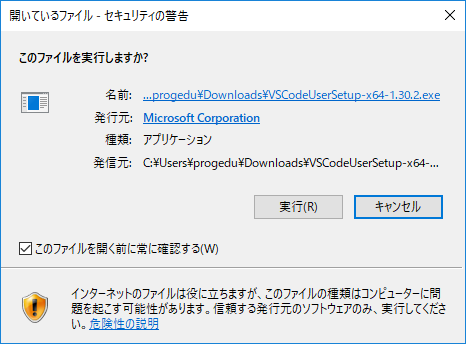 開いているファイル - セキュリティの警告
このファイルを実行しますか?
名前: ...progedu¥Downloads¥VSCodeUserSetup-x64-1.30.2.exe
発行元: Microsoft Corporation
種類: アプリケーション
発信元: C:¥Users¥progedu¥Downloads¥VSCodeUserSetup-x64-...
実行(R) キャンセル
このファイルを開く前に常に確認する(W)
インターネットのファイルは役に立ちますが、このファイルの種類はコンピューターに問
題を起こす可能性があります。信頼する発行元のソフトウェアのみ、実行してくださ
い。危険性の説明